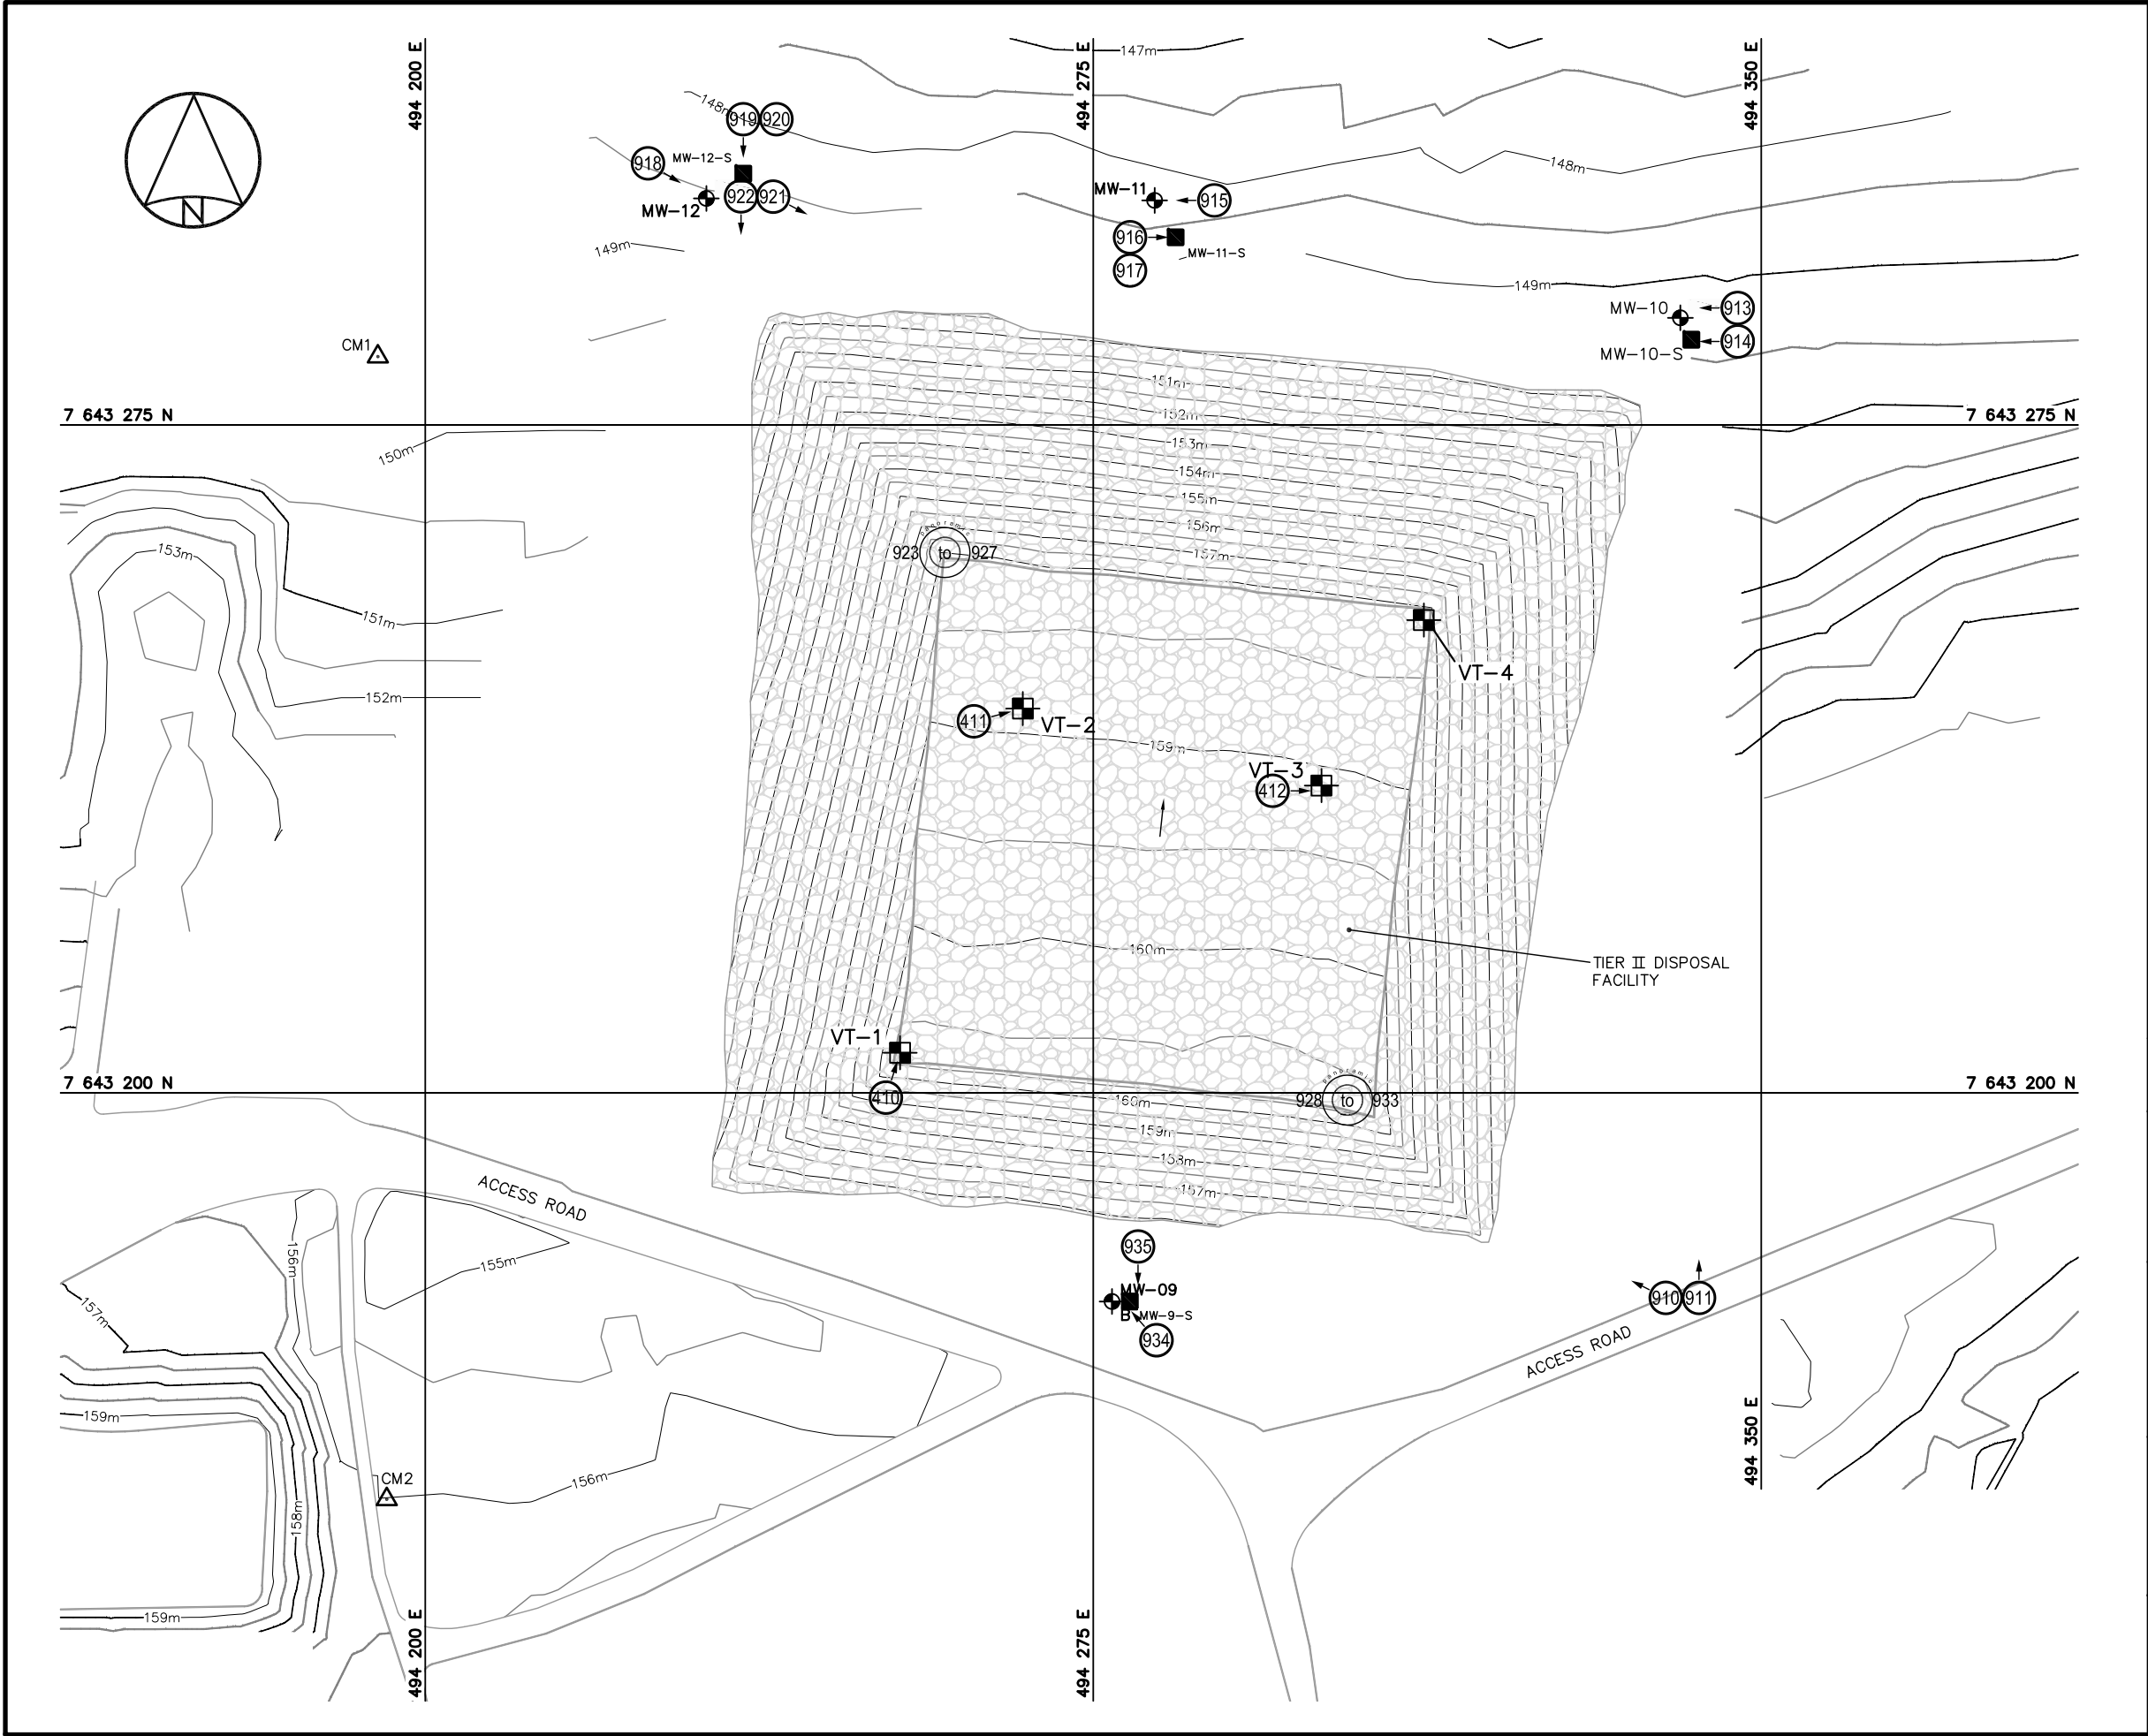 494 200 E
494 275 E
494 350 E
147m
148m
919
920
918
MW-12-S
922
921
MW-12
MW-11
915
148m
916
917
MW-11-S
149m
149m
N
MW-10
913
914
MW-10-S
CM1
151m
7 643 275 N
152m
7 643 275 N
150m
153m
154m
155m
156m
157m
panoramic
923
to
927
153m
151m
152m
VT-4
411
VT-2
159m
VT-3
412
160m
TIER II DISPOSAL
FACILITY
VT-1
7 643 200 N
410
160m
panoramic
928
to
933
7 643 200 N
159m
158m
157m
ACCESS ROAD
156m
155m
157m
935
MW-09
B
MW-9-S
934
910
911
ACCESS ROAD
159m
156m
CM2
158m
159m
494 350 E
494 200 E
494 275 E